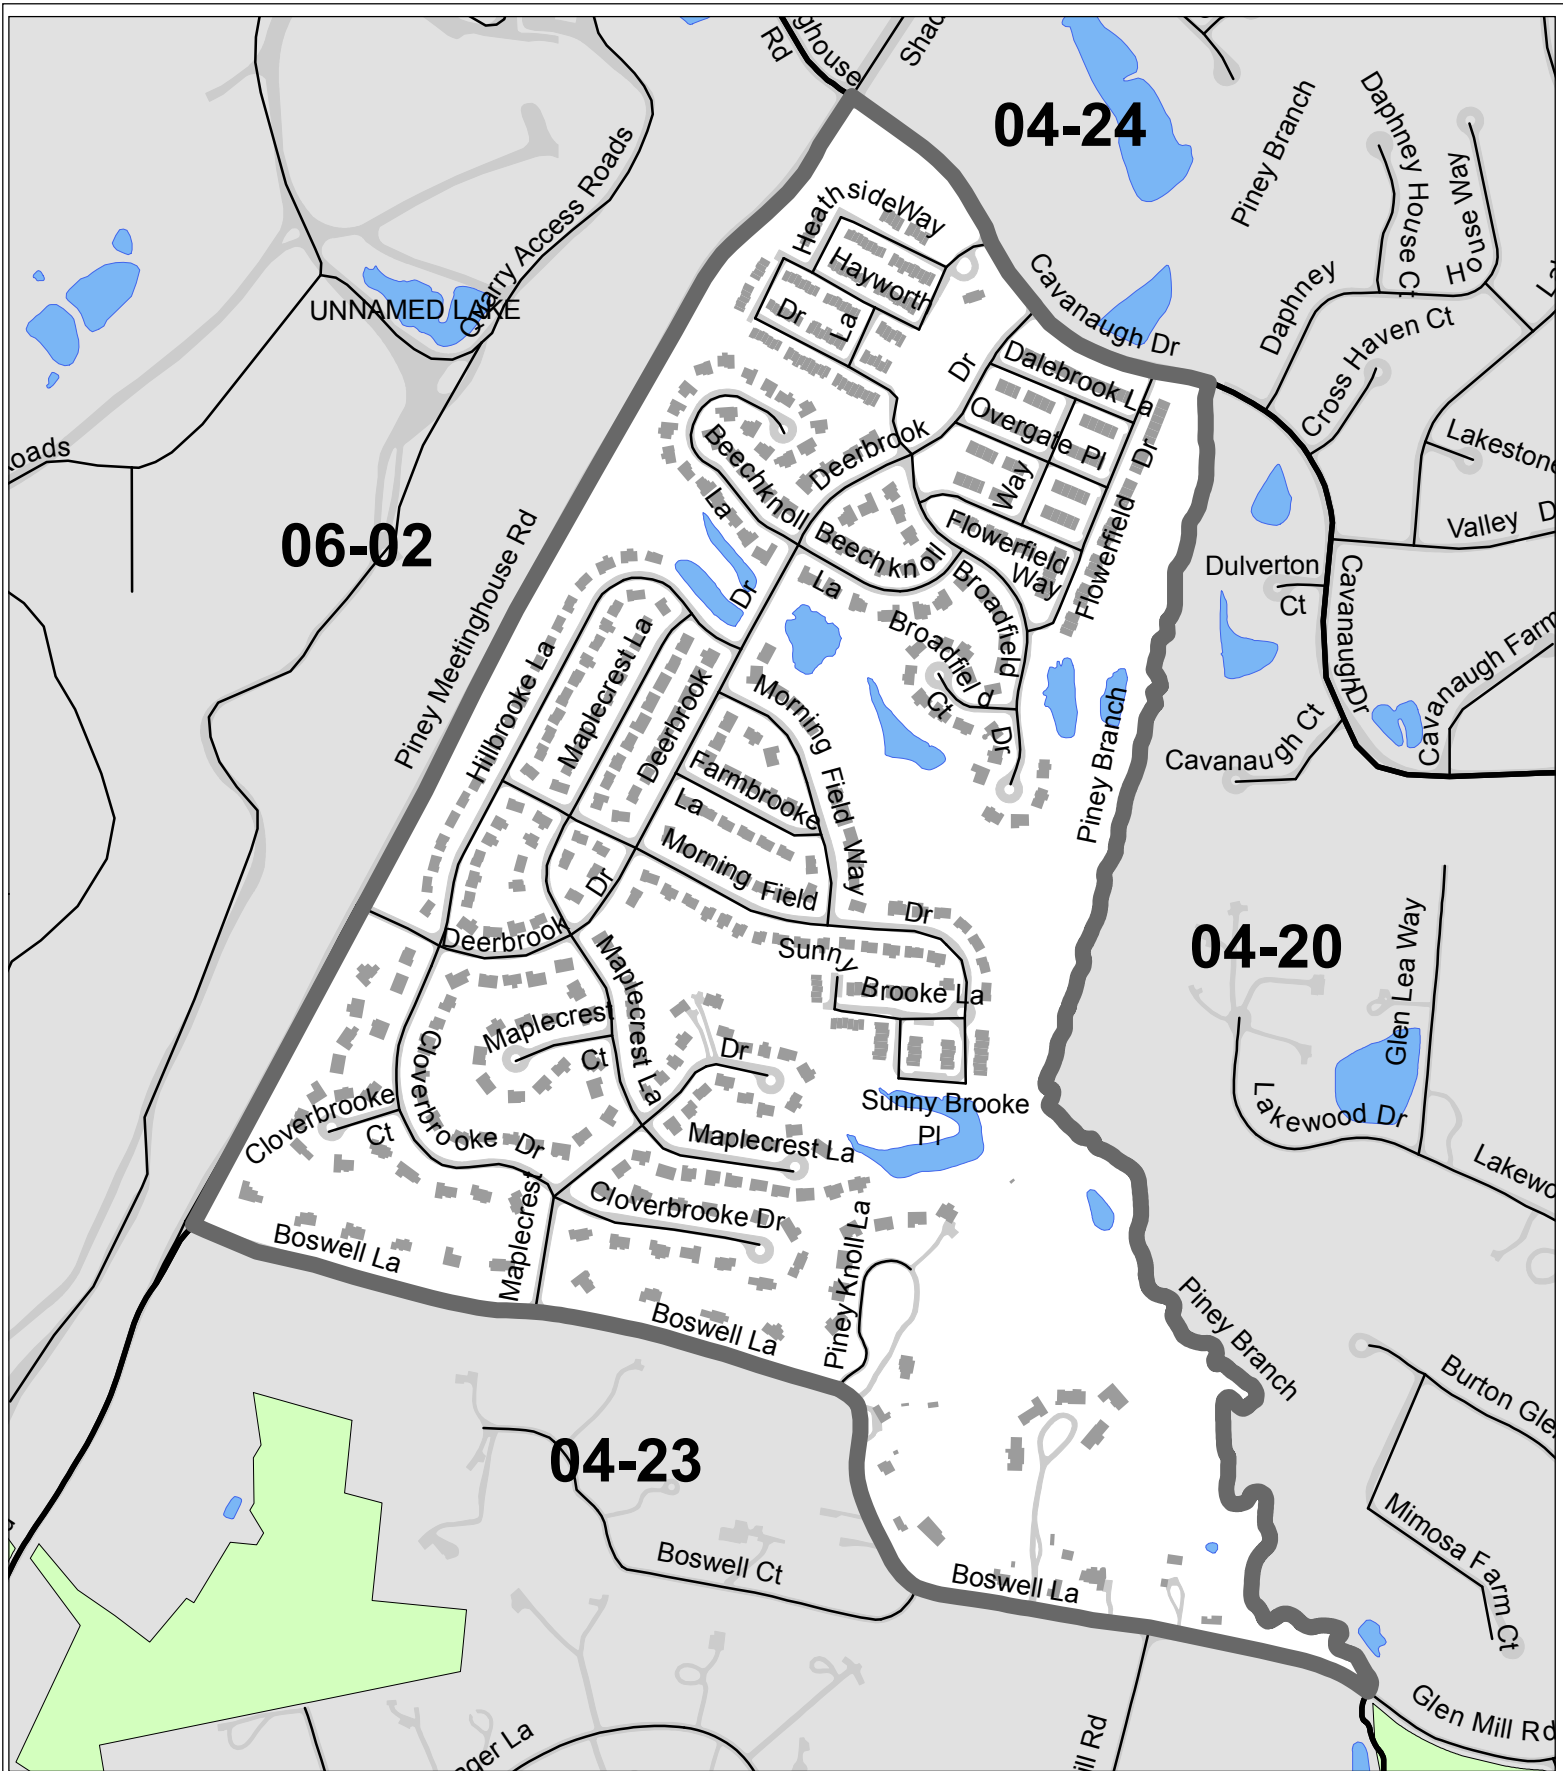 ghouse
Rd
Shad
04-24
Piney Branch
Daphney House Ct
House Way
Quarry Access Roads
UNNAMED LAKE
Heathside Way
Hayworth
Dr
La
Cavanaugh Dr
Daphney
Cross Haven Ct
La
Dalebrook La
Dr
Overgate Pl
Way
Flowerfield Dr
Lakestone
Valley D
oads
06-02
Beechknoll
La
Deerbrook
Beechknoll
La
Flowerfield
Way
Flowerfield
Dr
Broadfield
Dulverton
Ct
Cavanaugh Dr
Cavanaugh Farm
Cavanaugh Ct
Piney Meetinghouse Rd
Hillbrooke La
Maplecrest La
Deerbrook
Broadfield
Ct
Dr
Piney Branch
Morning Field Way
Farmbrooke
La
Morning Field
Dr
Dr
Deerbrook
Sunny
Brooke La
04-20
Glen Lea Way
Maplecrest La
Maplecrest
Ct
Dr
Cloverbrooke Dr
Cloverbrooke
Ct
Sunny Brooke
Pl
Lakewood Dr
Lakewo
Maplecrest La
Cloverbrooke Dr
Maplecrest
Piney Knoll La
Boswell La
Boswell La
Piney Branch
Burton Gle
04-23
Boswell Ct
Boswell La
Mimosa Farm Ct
Glen Mill Rd
ger La
ill Rd